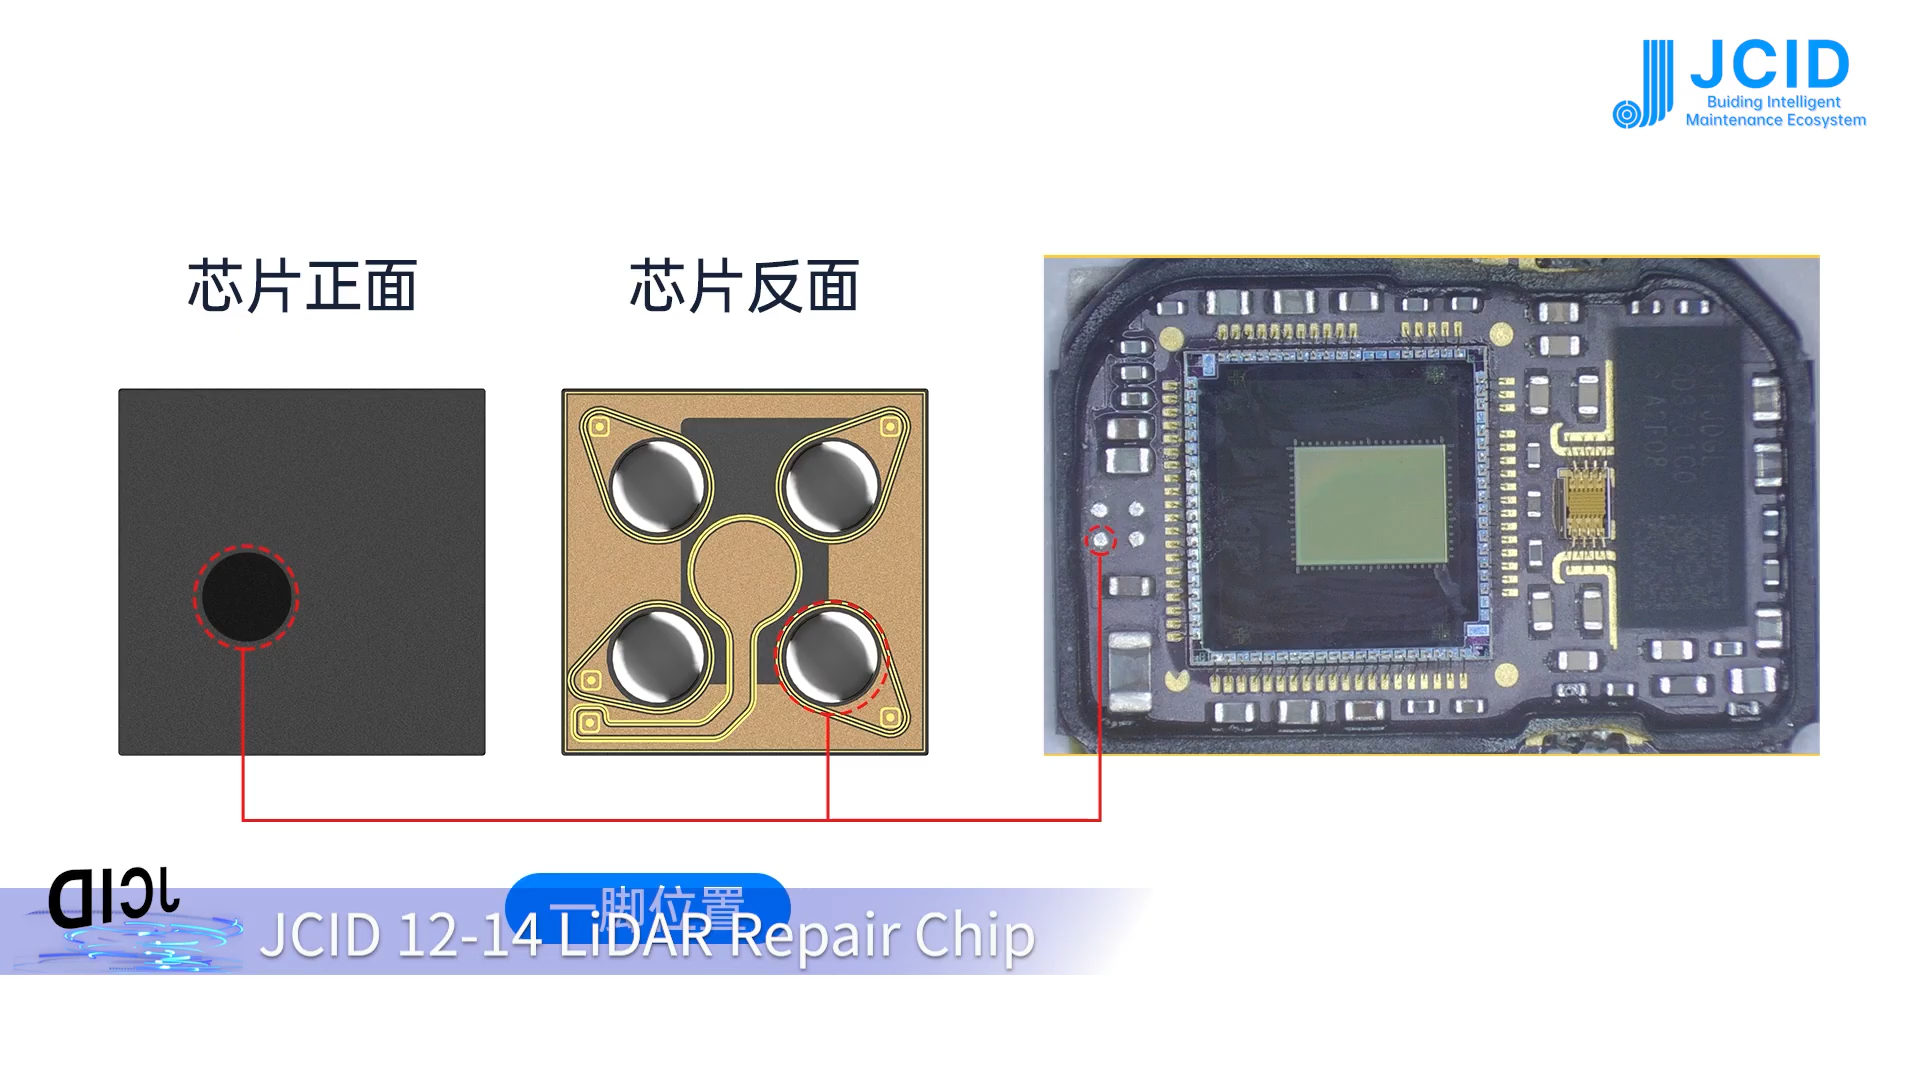 JCID
Buiding Intelligent
Maintenance Ecosystem
芯片正面
芯片反面
JCID
一脚位置
JCID 12-14 LiDAR Repair Chip